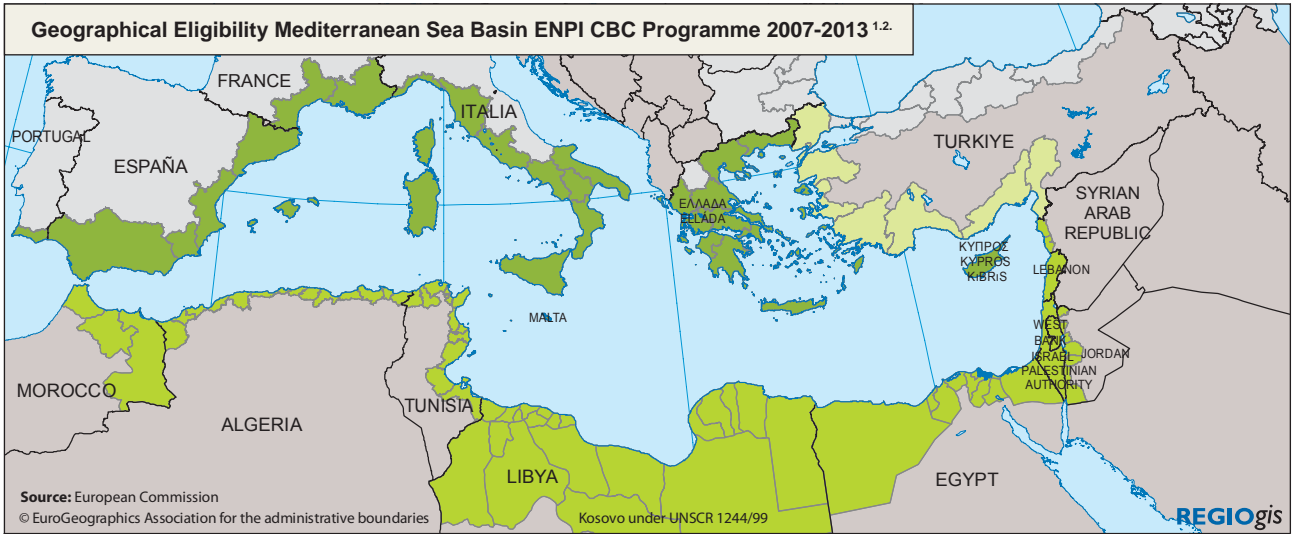 Geographical Eligibility Mediterranean Sea Basin ENPI CBC Programme 2007-2013 1.2.
FRANCE
PORTUGAL
ITALIA
ESPAÑA
TURKIYE
ΕΛΛΑΔΑ
ELLADA
SYRIAN
ARAB
REPUBLIC
ΚΥΠΡΟΣ
KYPROS
KIBRIS
LEBANON
MALTA
WEST
BANK
ISRAEL
JORDAN
PALESTINIAN
AUTHORITY
MOROCCO
ALGERIA
TUNISIA
LIBYA
EGYPT
Source: European Commission
© EuroGeographics Association for the administrative boundaries
Kosovo under UNSCR 1244/99
REGIOgis